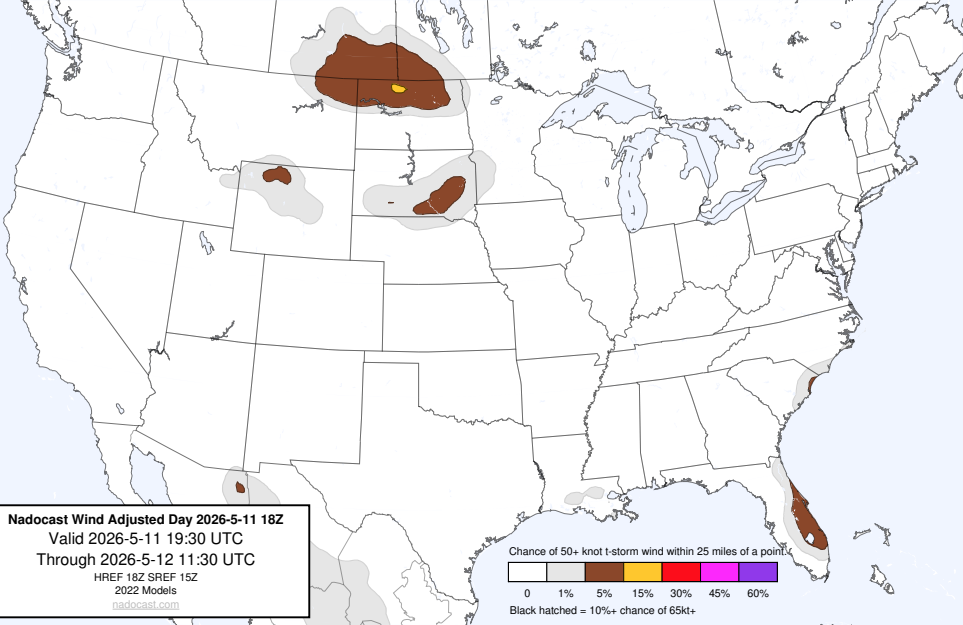 Nadocast Wind Adjusted Day 2026-5-11 18Z
Valid 2026-5-11 19:30 UTC
Through 2026-5-12 11:30 UTC
HREF 18Z SREF 15Z
2022 Models
nadocast.com
Chance of 50+ knot t-storm wind within 25 miles of a point.
0 1% 5% 15% 30% 45% 60%
Black hatched = 10%+ chance of 65kt+